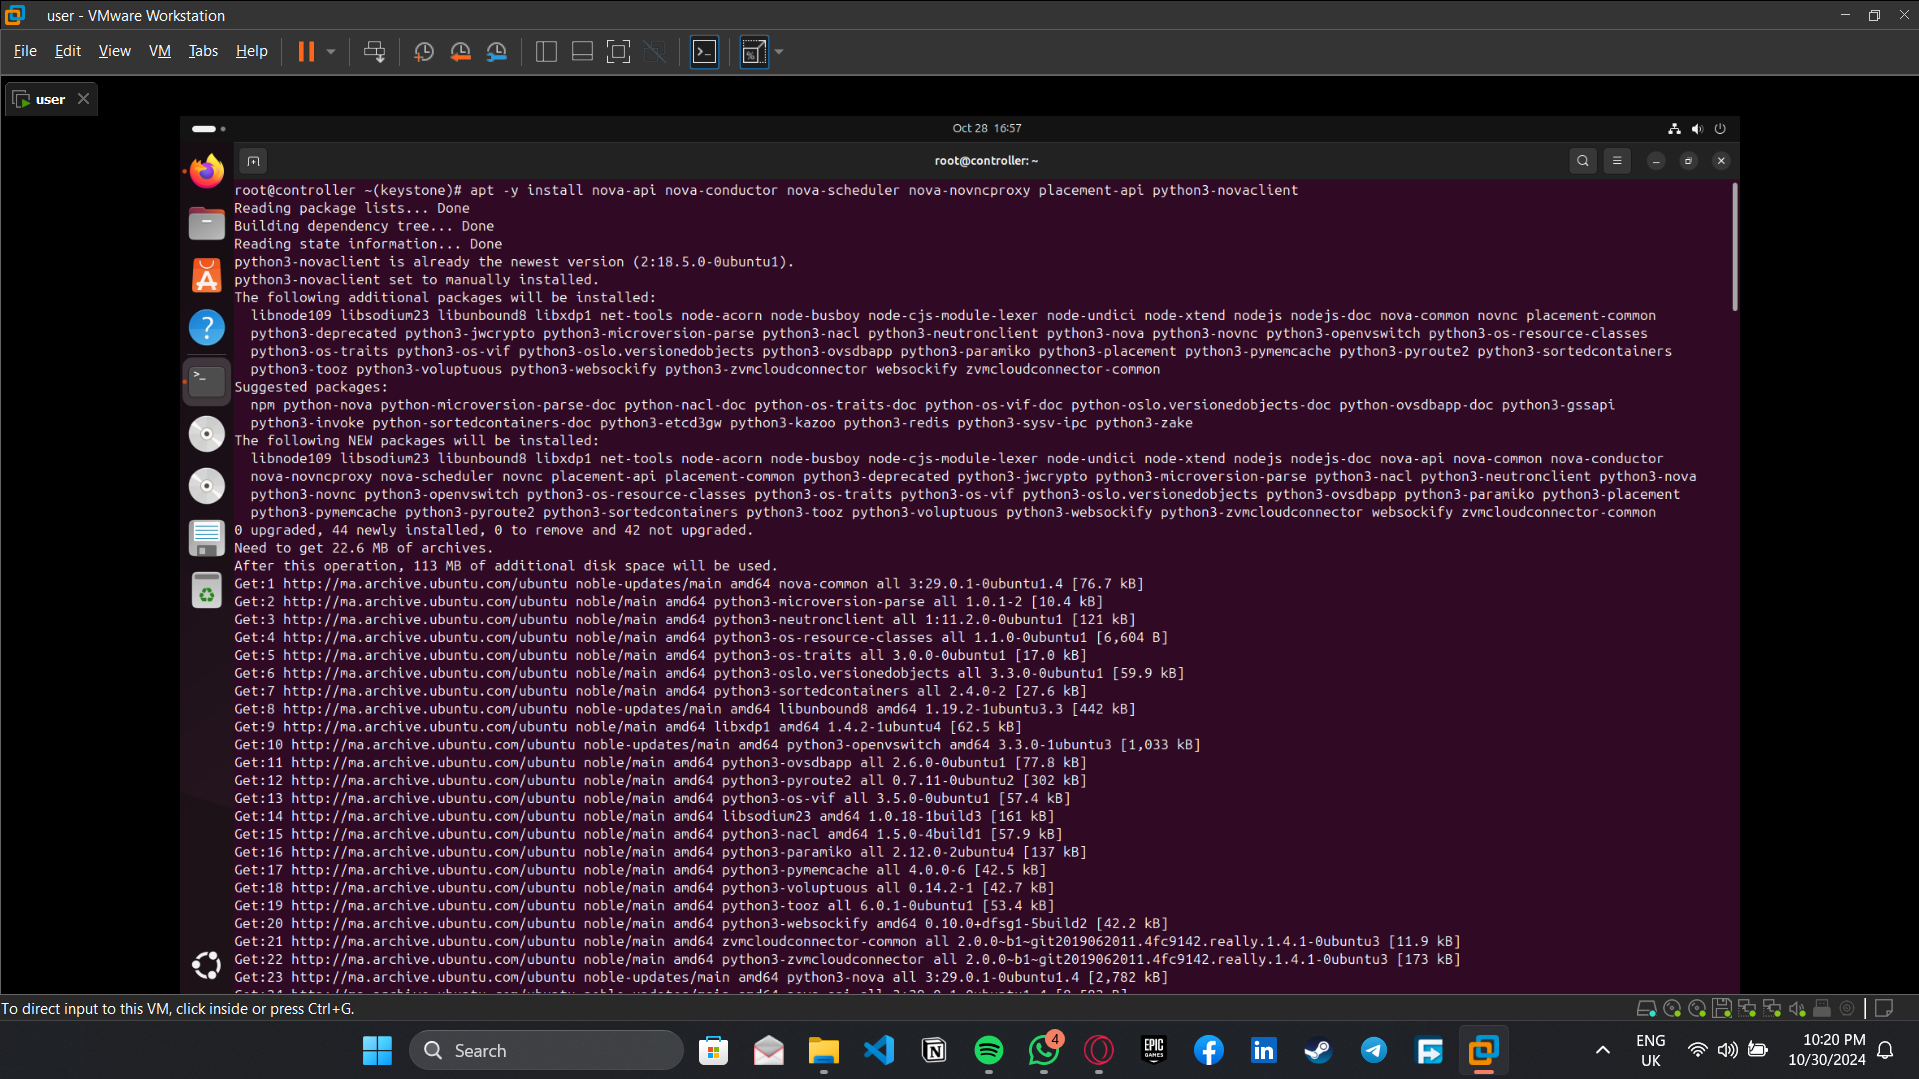 user - VMware Workstation
File Edit View VM Tabs Help
user
Oct 28 16:57
root@controller: ~
root@controller ~(keystone)# apt -y install nova-api nova-conductor nova-scheduler nova-novncproxy placement-api python3-novaclient
Reading package lists... Done
Building dependency tree... Done
Reading state information... Done
python3-novaclient is already the newest version (2:18.5.0-0ubuntu1).
python3-novaclient set to manually installed.
The following additional packages will be installed:
libnode109 libsodium23 libunbound8 libxdp1 net-tools node-acorn node-busboy node-cjs-module-lexer node-undici node-xtend nodejs nodejs-doc nova-common novnc placement-common
python3-deprecated python3-jwcrypto python3-microversion-parse python3-nacl python3-neutronclient python3-nova python3-novnc python3-openvswitch python3-os-resource-classes
python3-os-traits python3-os-vif python3-oslo.versionedobjects python3-ovsdbapp python3-paramiko python3-placement python3-pymemcache python3-pyroute2 python3-sortedcontainers
python3-tooz python3-voluptuous python3-websockify python3-zvmcloudconnector websockify zvmcloudconnector-common
Suggested packages:
npm python-nova python-microversion-parse-doc python-nacl-doc python-os-traits-doc python-os-vif-doc python-oslo.versionedobjects-doc python-ovsdbapp-doc python3-gssapi
python3-invoke python-sortedcontainers-doc python3-etcd3gw python3-kazoo python3-redis python3-sysv-ipc python3-zake
The following NEW packages will be installed:
libnode109 libsodium23 libunbound8 libxdp1 net-tools node-acorn node-busboy node-cjs-module-lexer node-undici node-xtend nodejs nodejs-doc nova-api nova-common nova-conductor
nova-novncproxy nova-scheduler novnc placement-api placement-common python3-deprecated python3-jwcrypto python3-microversion-parse python3-nacl python3-neutronclient python3-nova
python3-novnc python3-openvswitch python3-os-resource-classes python3-os-traits python3-os-vif python3-oslo.versionedobjects python3-ovsdbapp python3-paramiko python3-placement
python3-pymemcache python3-pyroute2 python3-sortedcontainers python3-tooz python3-voluptuous python3-websockify python3-zvmcloudconnector websockify zvmcloudconnector-common
0 upgraded, 44 newly installed, 0 to remove and 42 not upgraded.
Need to get 22.6 MB of archives.
After this operation, 113 MB of additional disk space will be used.
Get:1 http://ma.archive.ubuntu.com/ubuntu noble-updates/main amd64 nova-common all 3:29.0.1-0ubuntu1.4 [76.7 kB]
Get:2 http://ma.archive.ubuntu.com/ubuntu noble/main amd64 python3-microversion-parse all 1.0.1-2 [10.4 kB]
Get:3 http://ma.archive.ubuntu.com/ubuntu noble/main amd64 python3-neutronclient all 1:11.2.0-0ubuntu1 [121 kB]
Get:4 http://ma.archive.ubuntu.com/ubuntu noble/main amd64 python3-os-resource-classes all 1.1.0-0ubuntu1 [6,604 B]
Get:5 http://ma.archive.ubuntu.com/ubuntu noble/main amd64 python3-os-traits all 3.0.0-0ubuntu1 [17.0 kB]
Get:6 http://ma.archive.ubuntu.com/ubuntu noble/main amd64 python3-oslo.versionedobjects all 3.3.0-0ubuntu1 [59.9 kB]
Get:7 http://ma.archive.ubuntu.com/ubuntu noble/main amd64 python3-sortedcontainers all 2.4.0-2 [27.6 kB]
Get:8 http://ma.archive.ubuntu.com/ubuntu noble-updates/main amd64 libunbound8 amd64 1.19.2-1ubuntu3.3 [442 kB]
Get:9 http://ma.archive.ubuntu.com/ubuntu noble/main amd64 libxdp1 amd64 1.4.2-1ubuntu4 [62.5 kB]
Get:10 http://ma.archive.ubuntu.com/ubuntu noble-updates/main amd64 python3-openvswitch amd64 3.3.0-1ubuntu3 [1,033 kB]
Get:11 http://ma.archive.ubuntu.com/ubuntu noble/main amd64 python3-ovsdbapp all 2.6.0-0ubuntu1 [77.8 kB]
Get:12 http://ma.archive.ubuntu.com/ubuntu noble/main amd64 python3-pyroute2 all 0.7.11-0ubuntu2 [302 kB]
Get:13 http://ma.archive.ubuntu.com/ubuntu noble/main amd64 python3-os-vif all 3.5.0-0ubuntu1 [57.4 kB]
Get:14 http://ma.archive.ubuntu.com/ubuntu noble/main amd64 libsodium23 amd64 1.0.18-1build3 [161 kB]
Get:15 http://ma.archive.ubuntu.com/ubuntu noble/main amd64 python3-nacl amd64 1.5.0-4build1 [57.9 kB]
Get:16 http://ma.archive.ubuntu.com/ubuntu noble/main amd64 python3-paramiko all 2.12.0-2ubuntu4 [137 kB]
Get:17 http://ma.archive.ubuntu.com/ubuntu noble/main amd64 python3-pymemcache all 4.0.0-6 [42.5 kB]
Get:18 http://ma.archive.ubuntu.com/ubuntu noble/main amd64 python3-voluptuous all 0.14.2-1 [42.7 kB]
Get:19 http://ma.archive.ubuntu.com/ubuntu noble/main amd64 python3-tooz all 6.0.1-0ubuntu1 [53.4 kB]
Get:20 http://ma.archive.ubuntu.com/ubuntu noble/main amd64 python3-websockify amd64 0.10.0+dfsg1-5build2 [42.2 kB]
Get:21 http://ma.archive.ubuntu.com/ubuntu noble/main amd64 zvmcloudconnector-common all 2.0.0~b1~git2019062011.4fc9142.really.1.4.1-0ubuntu3 [11.9 kB]
Get:22 http://ma.archive.ubuntu.com/ubuntu noble/main amd64 python3-zvmcloudconnector all 2.0.0~b1~git2019062011.4fc9142.really.1.4.1-0ubuntu3 [173 kB]
Get:23 http://ma.archive.ubuntu.com/ubuntu noble-updates/main amd64 python3-nova all 3:29.0.1-0ubuntu1.4 [2,782 kB]
To direct input to this VM, click inside or press Ctrl+G.
Search
4
EPIC GAMES
ENG
UK
10:20 PM
10/30/2024